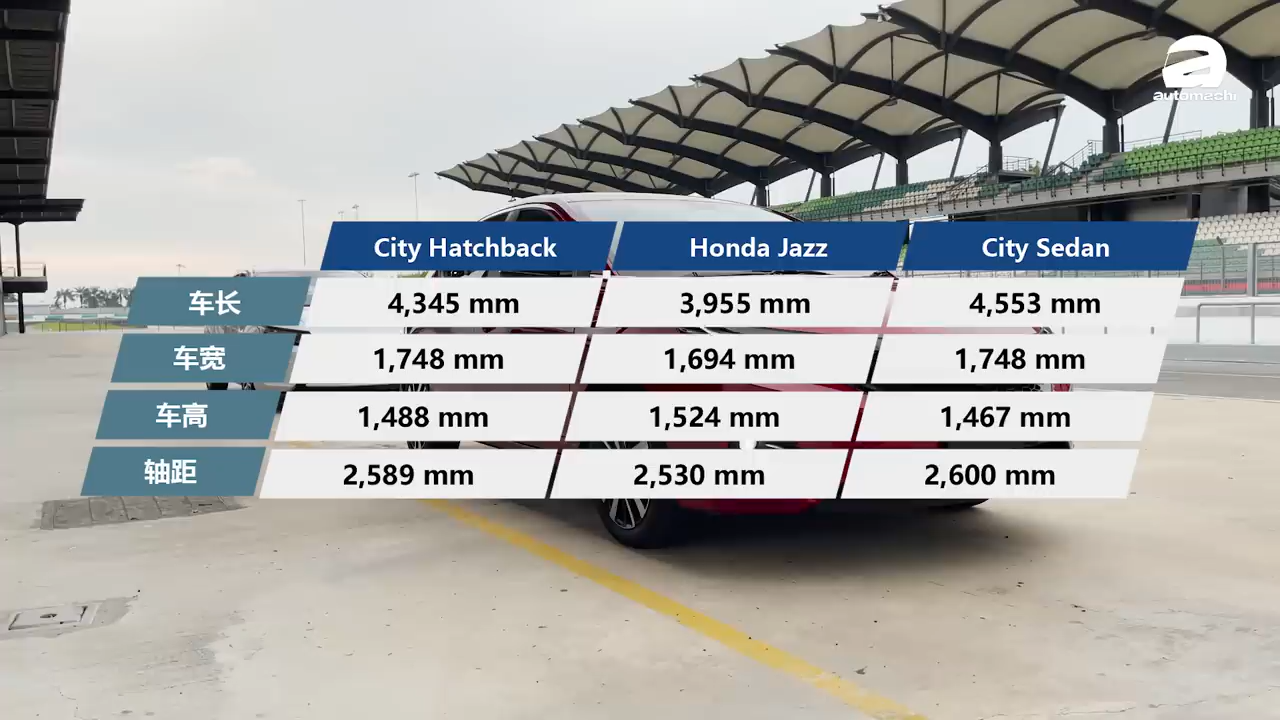 automachi
City Hatchback Honda Jazz City Sedan
车长 4,345 mm 3,955 mm 4,553 mm
车宽 1,748 mm 1,694 mm 1,748 mm
车高 1,488 mm 1,524 mm 1,467 mm
轴距 2,589 mm 2,530 mm 2,600 mm